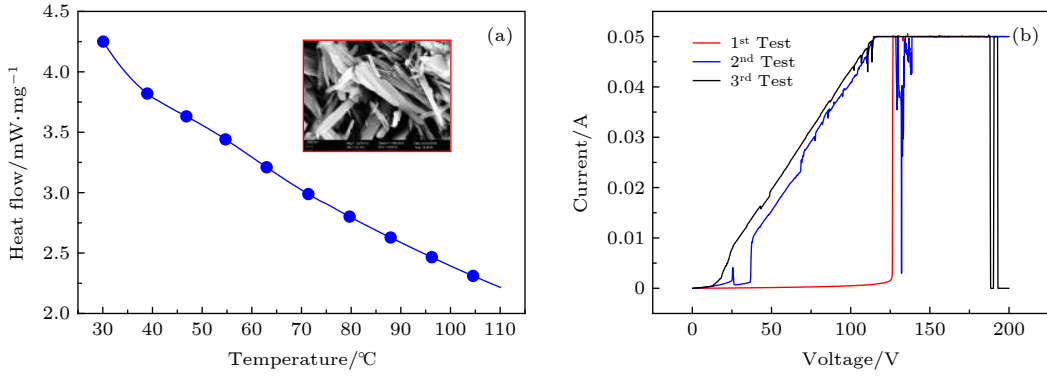 (a)
4.5
4.0
3.5
3.0
2.5
2.0
Heat flow/mW·mg⁻¹
30 40 50 60 70 80 90 100 110
Temperature/℃
(b)
1st Test
2nd Test
3rd Test
0.05
0.04
0.03
0.02
0.01
0
Current/A
0 50 100 150 200
Voltage/V